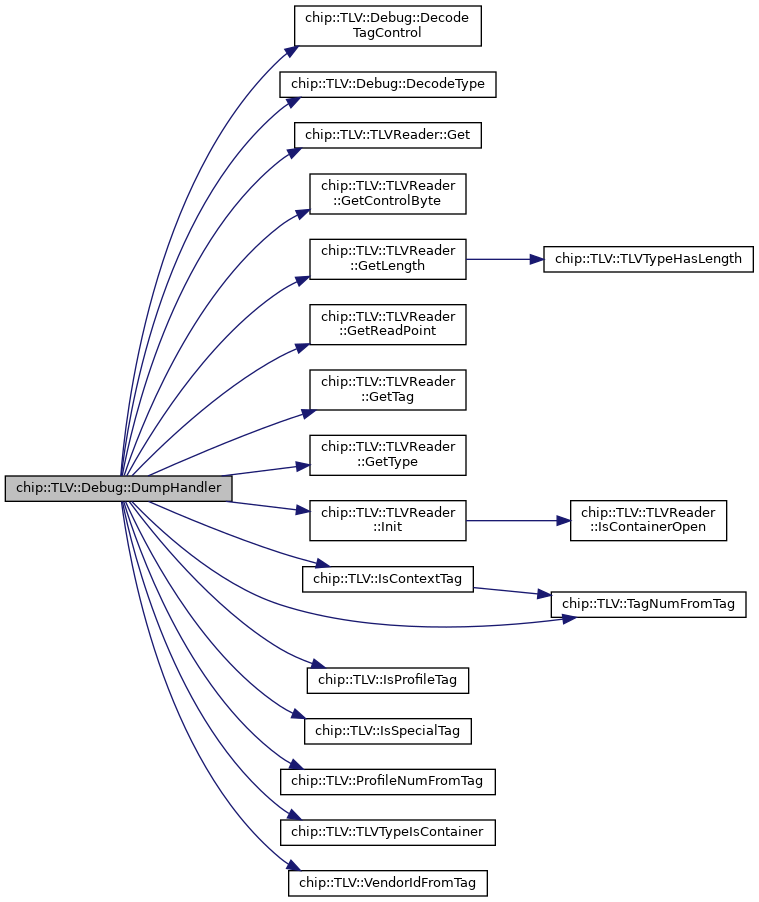 chip::TLV::Debug::Decode
TagControl
chip::TLV::Debug::DecodeType
chip::TLV::TLVReader::Get
chip::TLV::TLVReader
::GetControlByte
chip::TLV::TLVReader
::GetLength
chip::TLV::TLVTypeHasLength
chip::TLV::TLVReader
::GetReadPoint
chip::TLV::TLVReader
::GetTag
chip::TLV::TLVReader
::GetType
chip::TLV::Debug::DumpHandler
chip::TLV::TLVReader
::Init
chip::TLV::TLVReader
::IsContainerOpen
chip::TLV::IsContextTag
chip::TLV::TagNumFromTag
chip::TLV::IsProfileTag
chip::TLV::IsSpecialTag
chip::TLV::ProfileNumFromTag
chip::TLV::TLVTypeIsContainer
chip::TLV::VendorIdFromTag